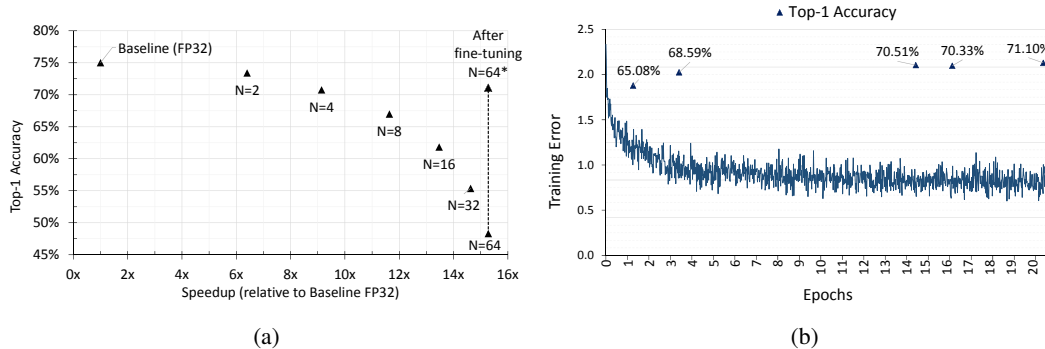 80%
75%
70%
65%
60%
55%
50%
45%
Top-1 Accuracy
Baseline (FP32)
N=2
N=4
N=8
N=16
N=32
N=64
After
fine-tuning
N=64*
0x 2x 4x 6x 8x 10x 12x 14x 16x
Speedup (relative to Baseline FP32)
(a)
Top-1 Accuracy
2.5
2.0
1.5
1.0
0.5
0.0
Training Error
65.08%
68.59%
70.51%
70.33%
71.10%
0 1 2 3 4 5 6 7 8 9 10 11 12 13 14 15 16 17 18 19 20
Epochs
(b)